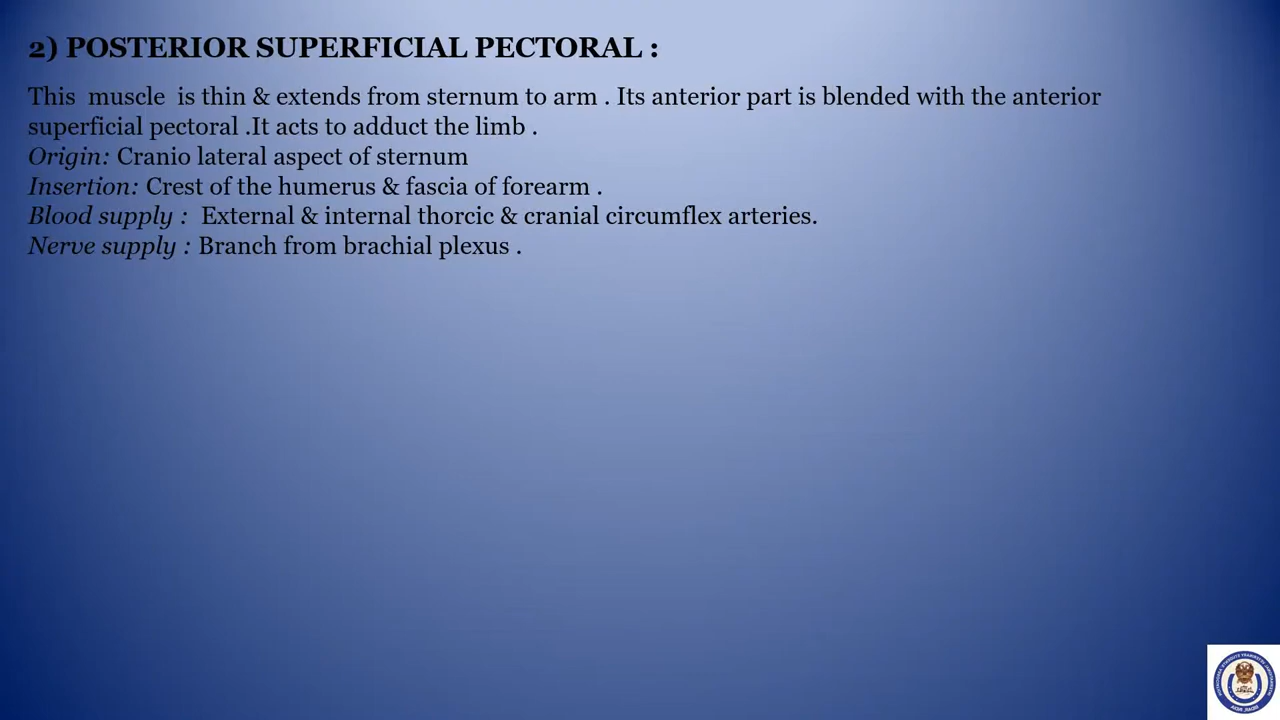 2) POSTERIOR SUPERFICIAL PECTORAL :
This muscle is thin & extends from sternum to arm . Its anterior part is blended with the anterior
superficial pectoral .It acts to adduct the limb .
Origin: Cranio lateral aspect of sternum
Insertion: Crest of the humerus & fascia of forearm .
Blood supply : External & internal thorcic & cranial circumflex arteries.
Nerve supply : Branch from brachial plexus .